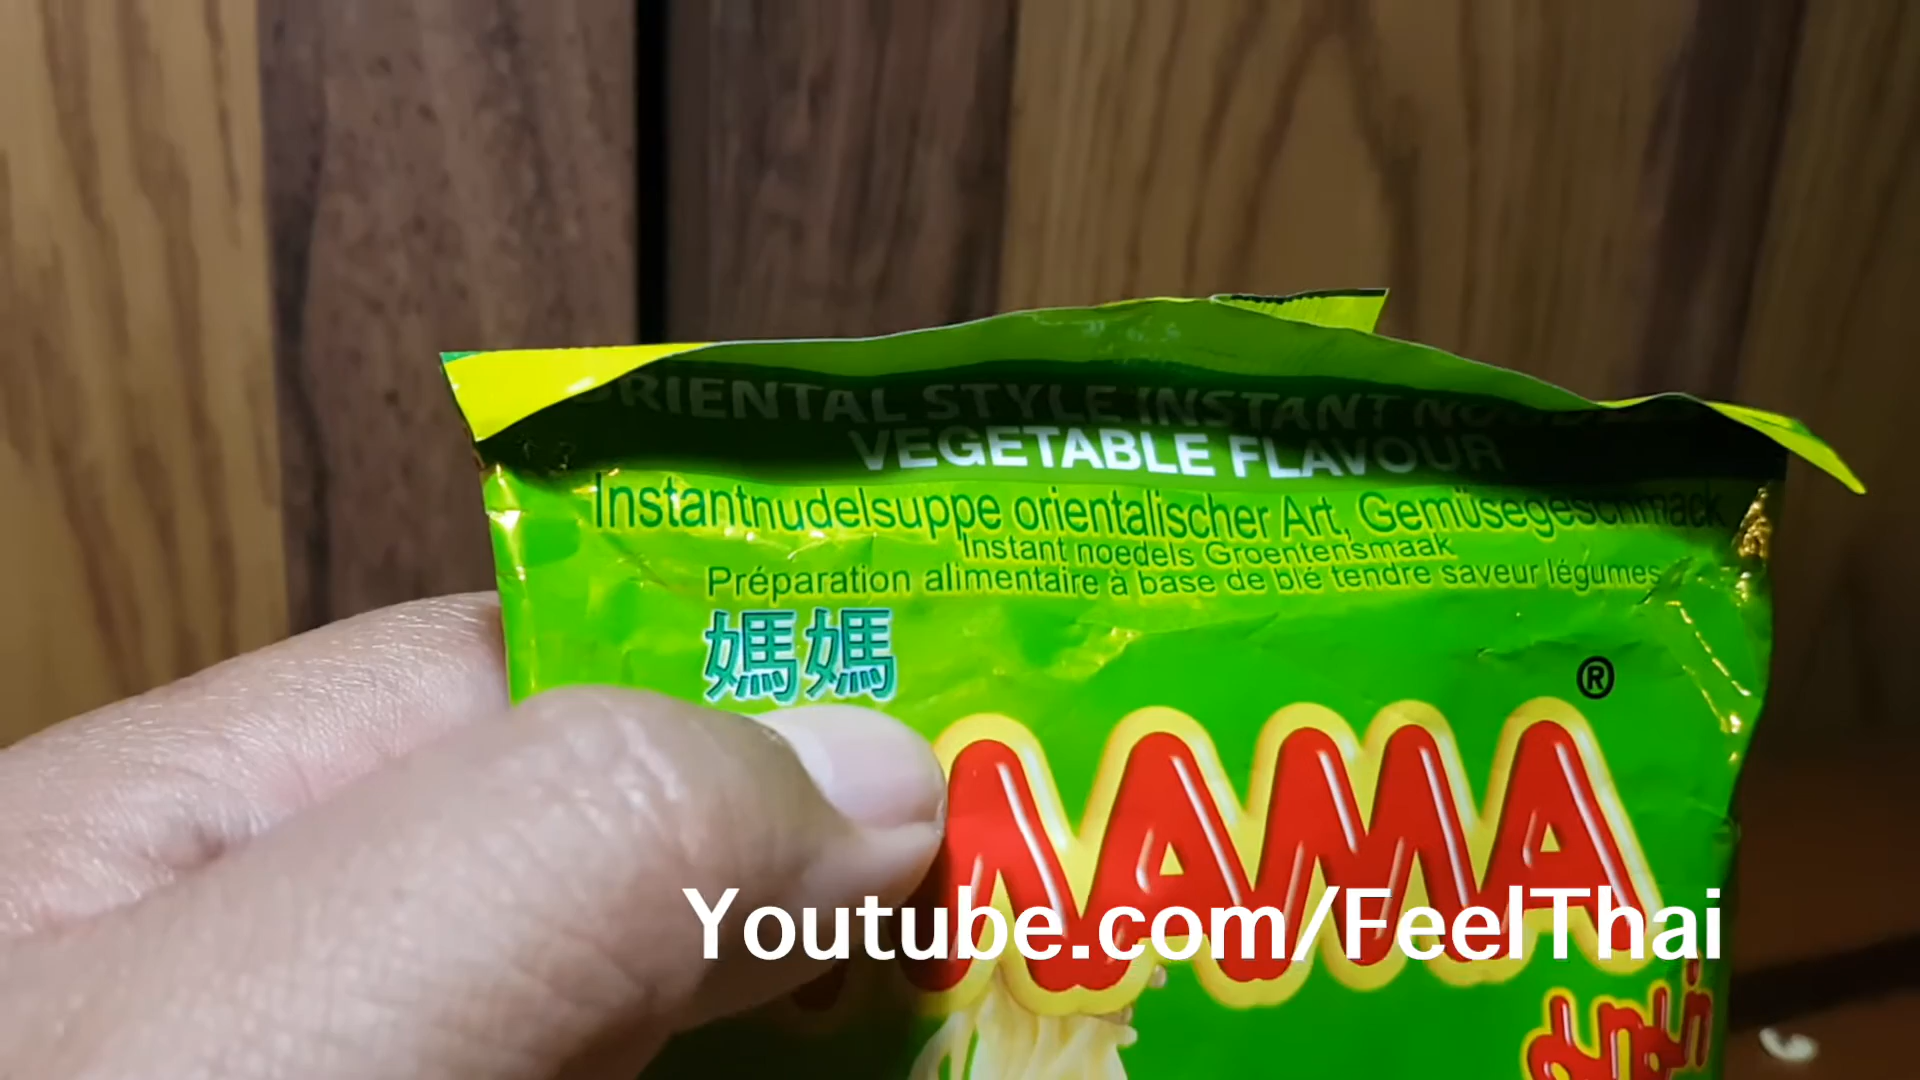 ORIENTAL STYLE INSTANT
VEGETABLE FLAVOUR
Instantnudelsuppe orientalischer Art, Gemüsegeschmack
Instant noedels Groentensmaak
Préparation alimentaire à base de blé tendre saveur légumes
媽媽
®
MAMA
Youtube.com/FeelThai